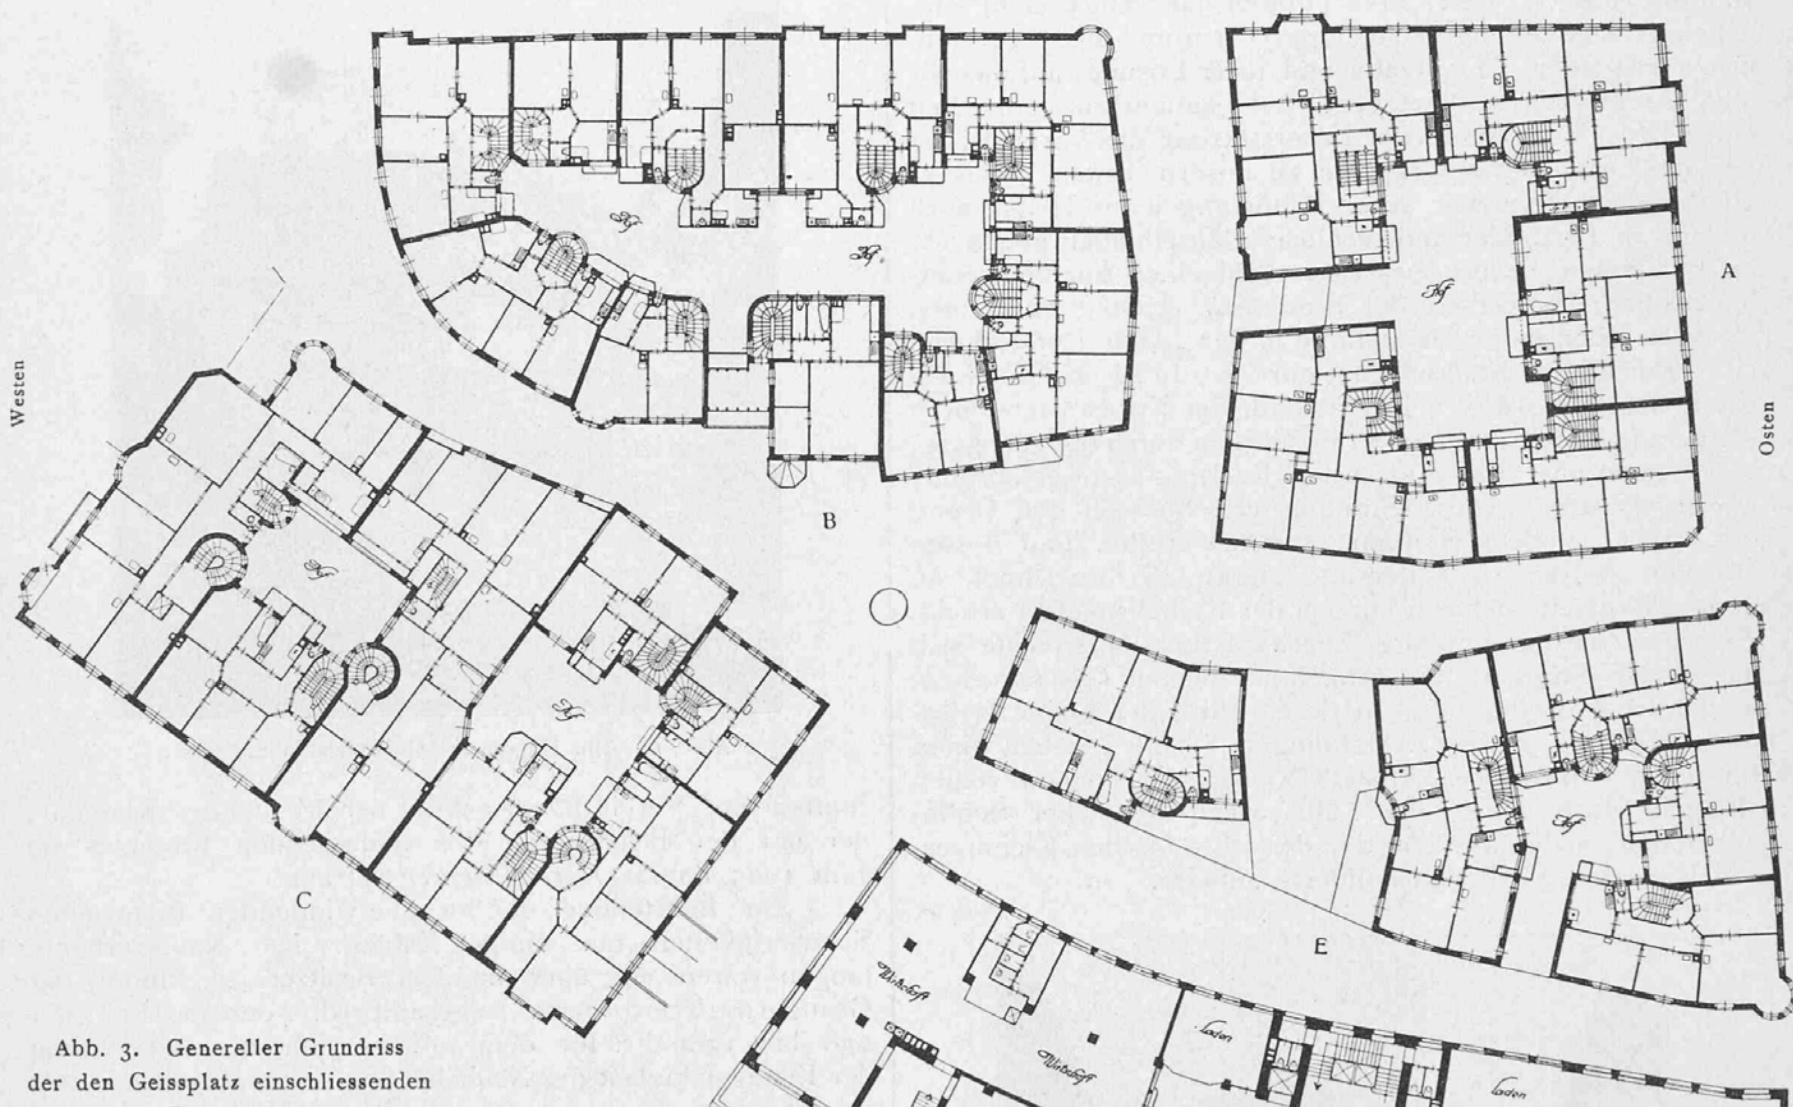 Hof
Hof
Hof
A
Westen
Osten
B
Hof
Hof
Hof
C
E
Wirtschaft
Laden
Wirtschaft
Laden
Abb. 3. Genereller Grundriss
der den Geissplatz einschliessenden